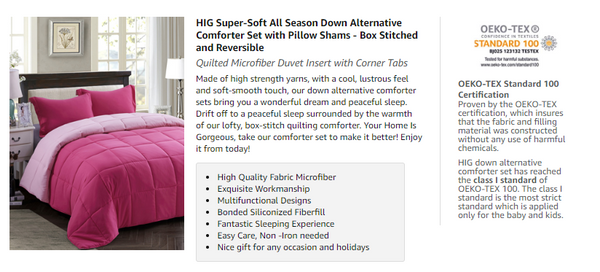 HIG Super-Soft All Season Down Alternative
Comforter Set with Pillow Shams - Box Stitched
and Reversible
Quilted Microfiber Duvet Insert with Corner Tabs
Made of high strength yarns, with a cool, lustrous feel
and soft-smooth touch, our down alternative comforter
sets bring you a wonderful dream and peaceful sleep.
Drift off to a peaceful sleep surrounded by the warmth
of our lofty, box-stitch quilting comforter. Your Home Is
Gorgeous, take our comforter set to make it better! Enjoy
it from today!
• High Quality Fabric Microfiber
• Exquisite Workmanship
• Multifunctional Designs
• Bonded Siliconized Fiberfill
• Fantastic Sleeping Experience
• Easy Care, Non -Iron needed
• Nice gift for any occasion and holidays
OEKO-TEX®
CONFIDENCE IN TEXTILES
STANDARD 100
BJ025 123132 TESTEX
Tested for harmful substances.
www.oeko-tex.com/standard100
OEKO-TEX Standard 100
Certification
Proven by the OEKO-TEX
certification, which insures
that the fabric and filling
material was constructed
without any use of harmful
chemicals.
HIG down alternative
comforter set has reached
the class I standard of
OEKO-TEX 100. The class I
standard is the most strict
standard which is applied
only for the baby and kids.